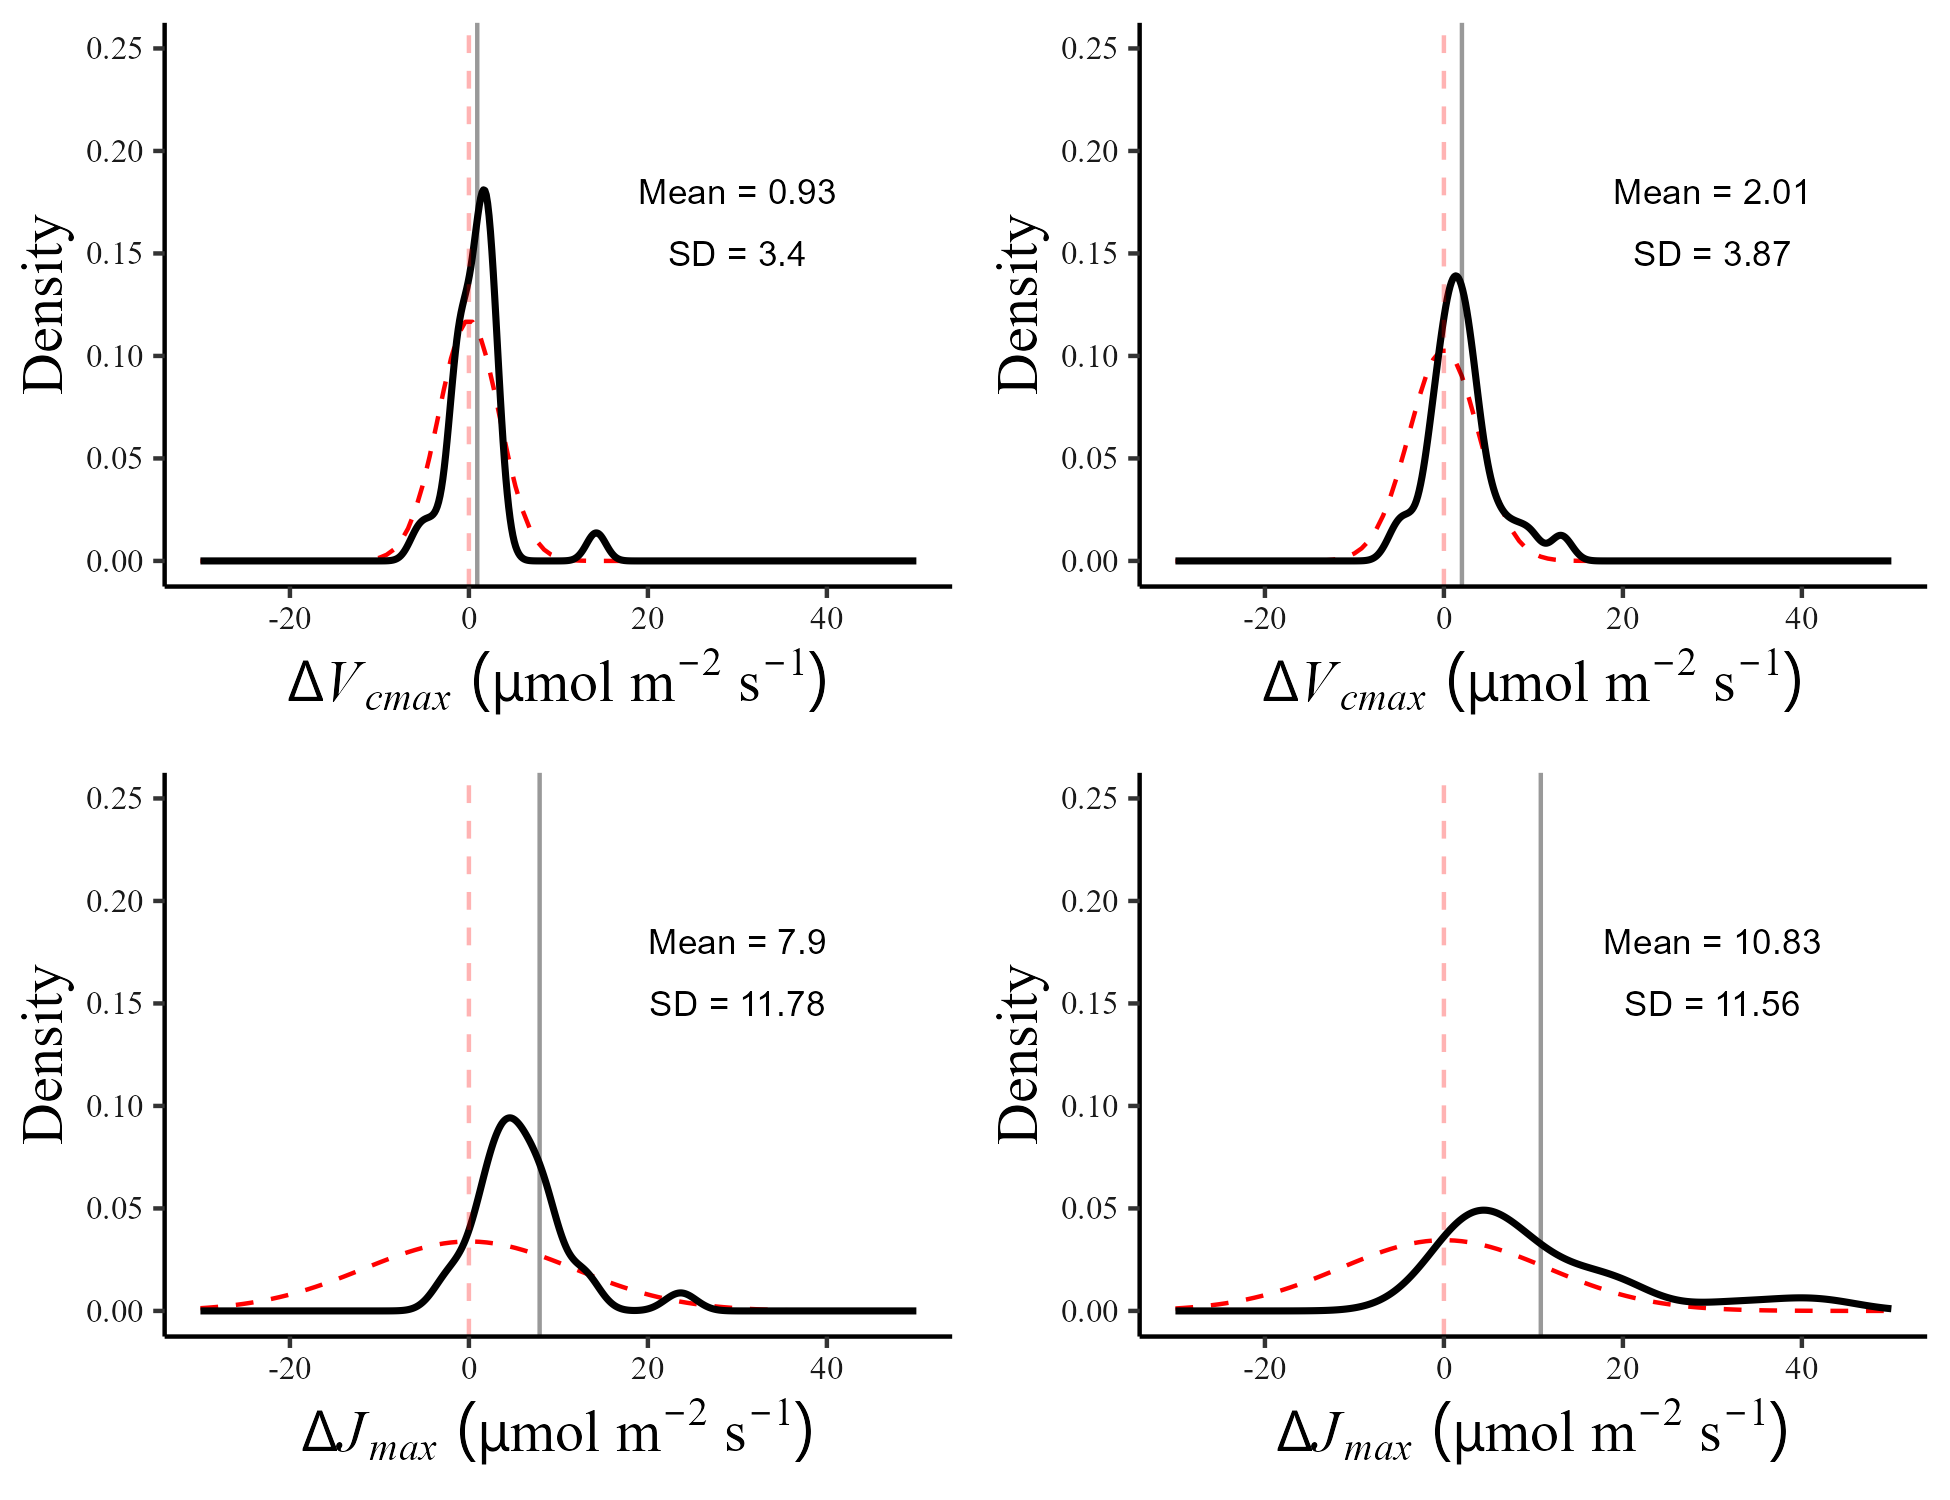 0.25
0.20
0.15
0.10
0.05
0.00
Density
Mean = 0.93
SD = 3.4
-20 0 20 40
ΔVcmax (μmol m−2 s−1)
0.25
0.20
0.15
0.10
0.05
0.00
Density
Mean = 2.01
SD = 3.87
-20 0 20 40
ΔVcmax (μmol m−2 s−1)
0.25
0.20
0.15
0.10
0.05
0.00
Density
Mean = 7.9
SD = 11.78
-20 0 20 40
ΔJmax (μmol m−2 s−1)
0.25
0.20
0.15
0.10
0.05
0.00
Density
Mean = 10.83
SD = 11.56
-20 0 20 40
ΔJmax (μmol m−2 s−1)